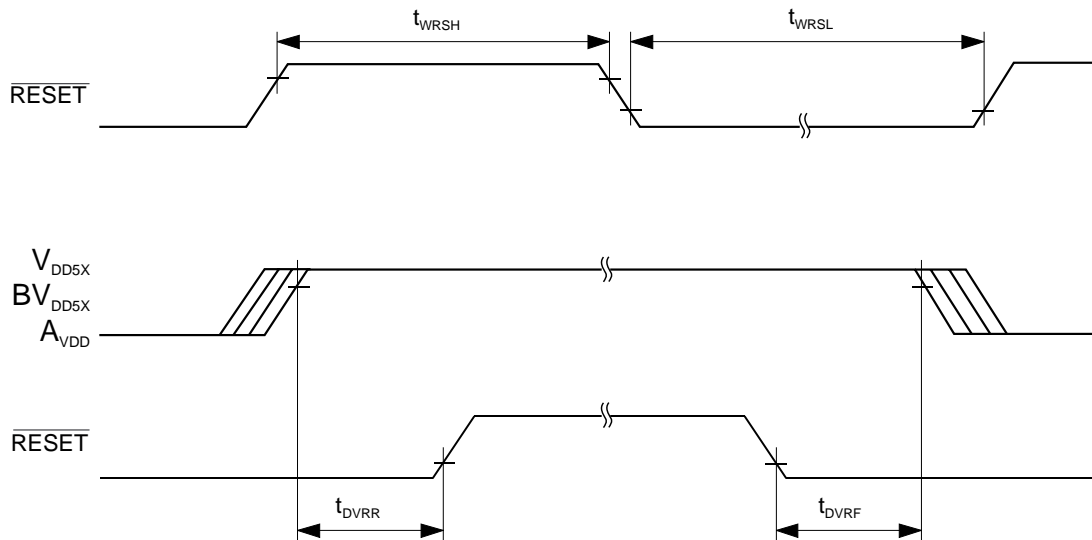 tWRSH
tWRSL
RESET
VDD5X
BVDD5X
AVDD
RESET
tDVRR
tDVRF